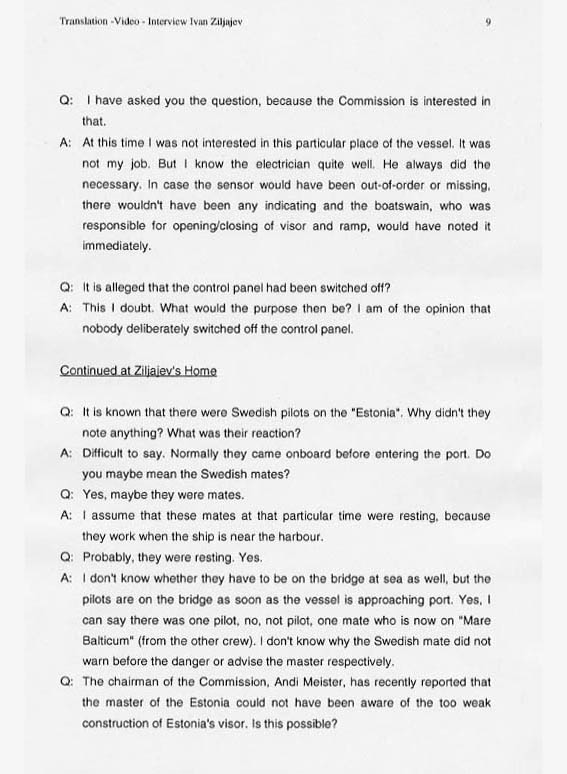 Translation -Video - Interview Ivan Ziljajev 9
Q: I have asked you the question, because the Commission is interested in
that.
A: At this time I was not interested in this particular place of the vessel. It was
not my job. But I know the electrician quite well. He always did the
necessary. In case the sensor would have been out-of-order or missing,
there wouldn't have been any indicating and the boatswain, who was
responsible for opening/closing of visor and ramp, would have noted it
immediately.
Q: It is alleged that the control panel had been switched off?
A: This I doubt. What would the purpose then be? I am of the opinion that
nobody deliberately switched off the control panel.
Continued at Ziljajev's Home
Q: It is known that there were Swedish pilots on the "Estonia". Why didn't they
note anything? What was their reaction?
A: Difficult to say. Normally they came onboard before entering the port. Do
you maybe mean the Swedish mates?
Q: Yes, maybe they were mates.
A: I assume that these mates at that particular time were resting, because
they work when the ship is near the harbour.
Q: Probably, they were resting. Yes.
A: I don't know whether they have to be on the bridge at sea as well, but the
pilots are on the bridge as soon as the vessel is approaching port. Yes, I
can say there was one pilot, no, not pilot, one mate who is now on "Mare
Balticum" (from the other crew). I don't know why the Swedish mate did not
warn before the danger or advise the master respectively.
Q: The chairman of the Commission, Andi Meister, has recently reported that
the master of the Estonia could not have been aware of the too weak
construction of Estonia's visor. Is this possible?